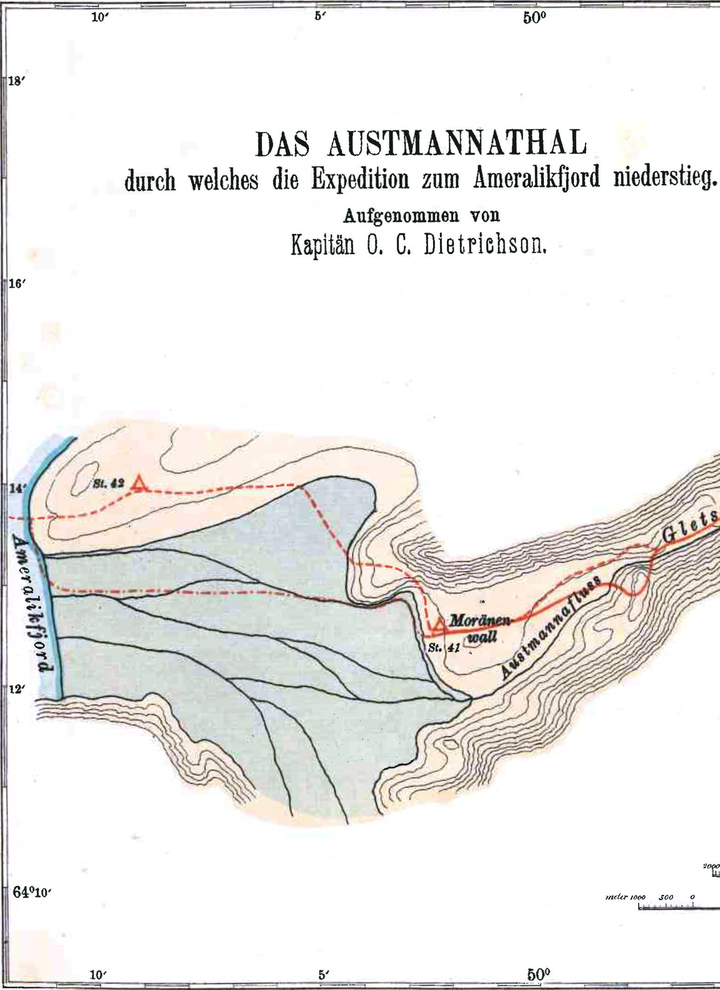 10′ 5′ 50⁰
18′
DAS AUSTMANNATHAL
durch welches die Expedition zum Ameralikfjord niederstieg.
Aufgenommen von
Kapitän O. C. Dietrichson.
16′
St. 42
14′
Glets
Ameralikfjord
Moränen-
wall
St. 41
Austmannafluss
12′
2000
64⁰10′
meter 1000 500 0
10′ 5′ 50⁰